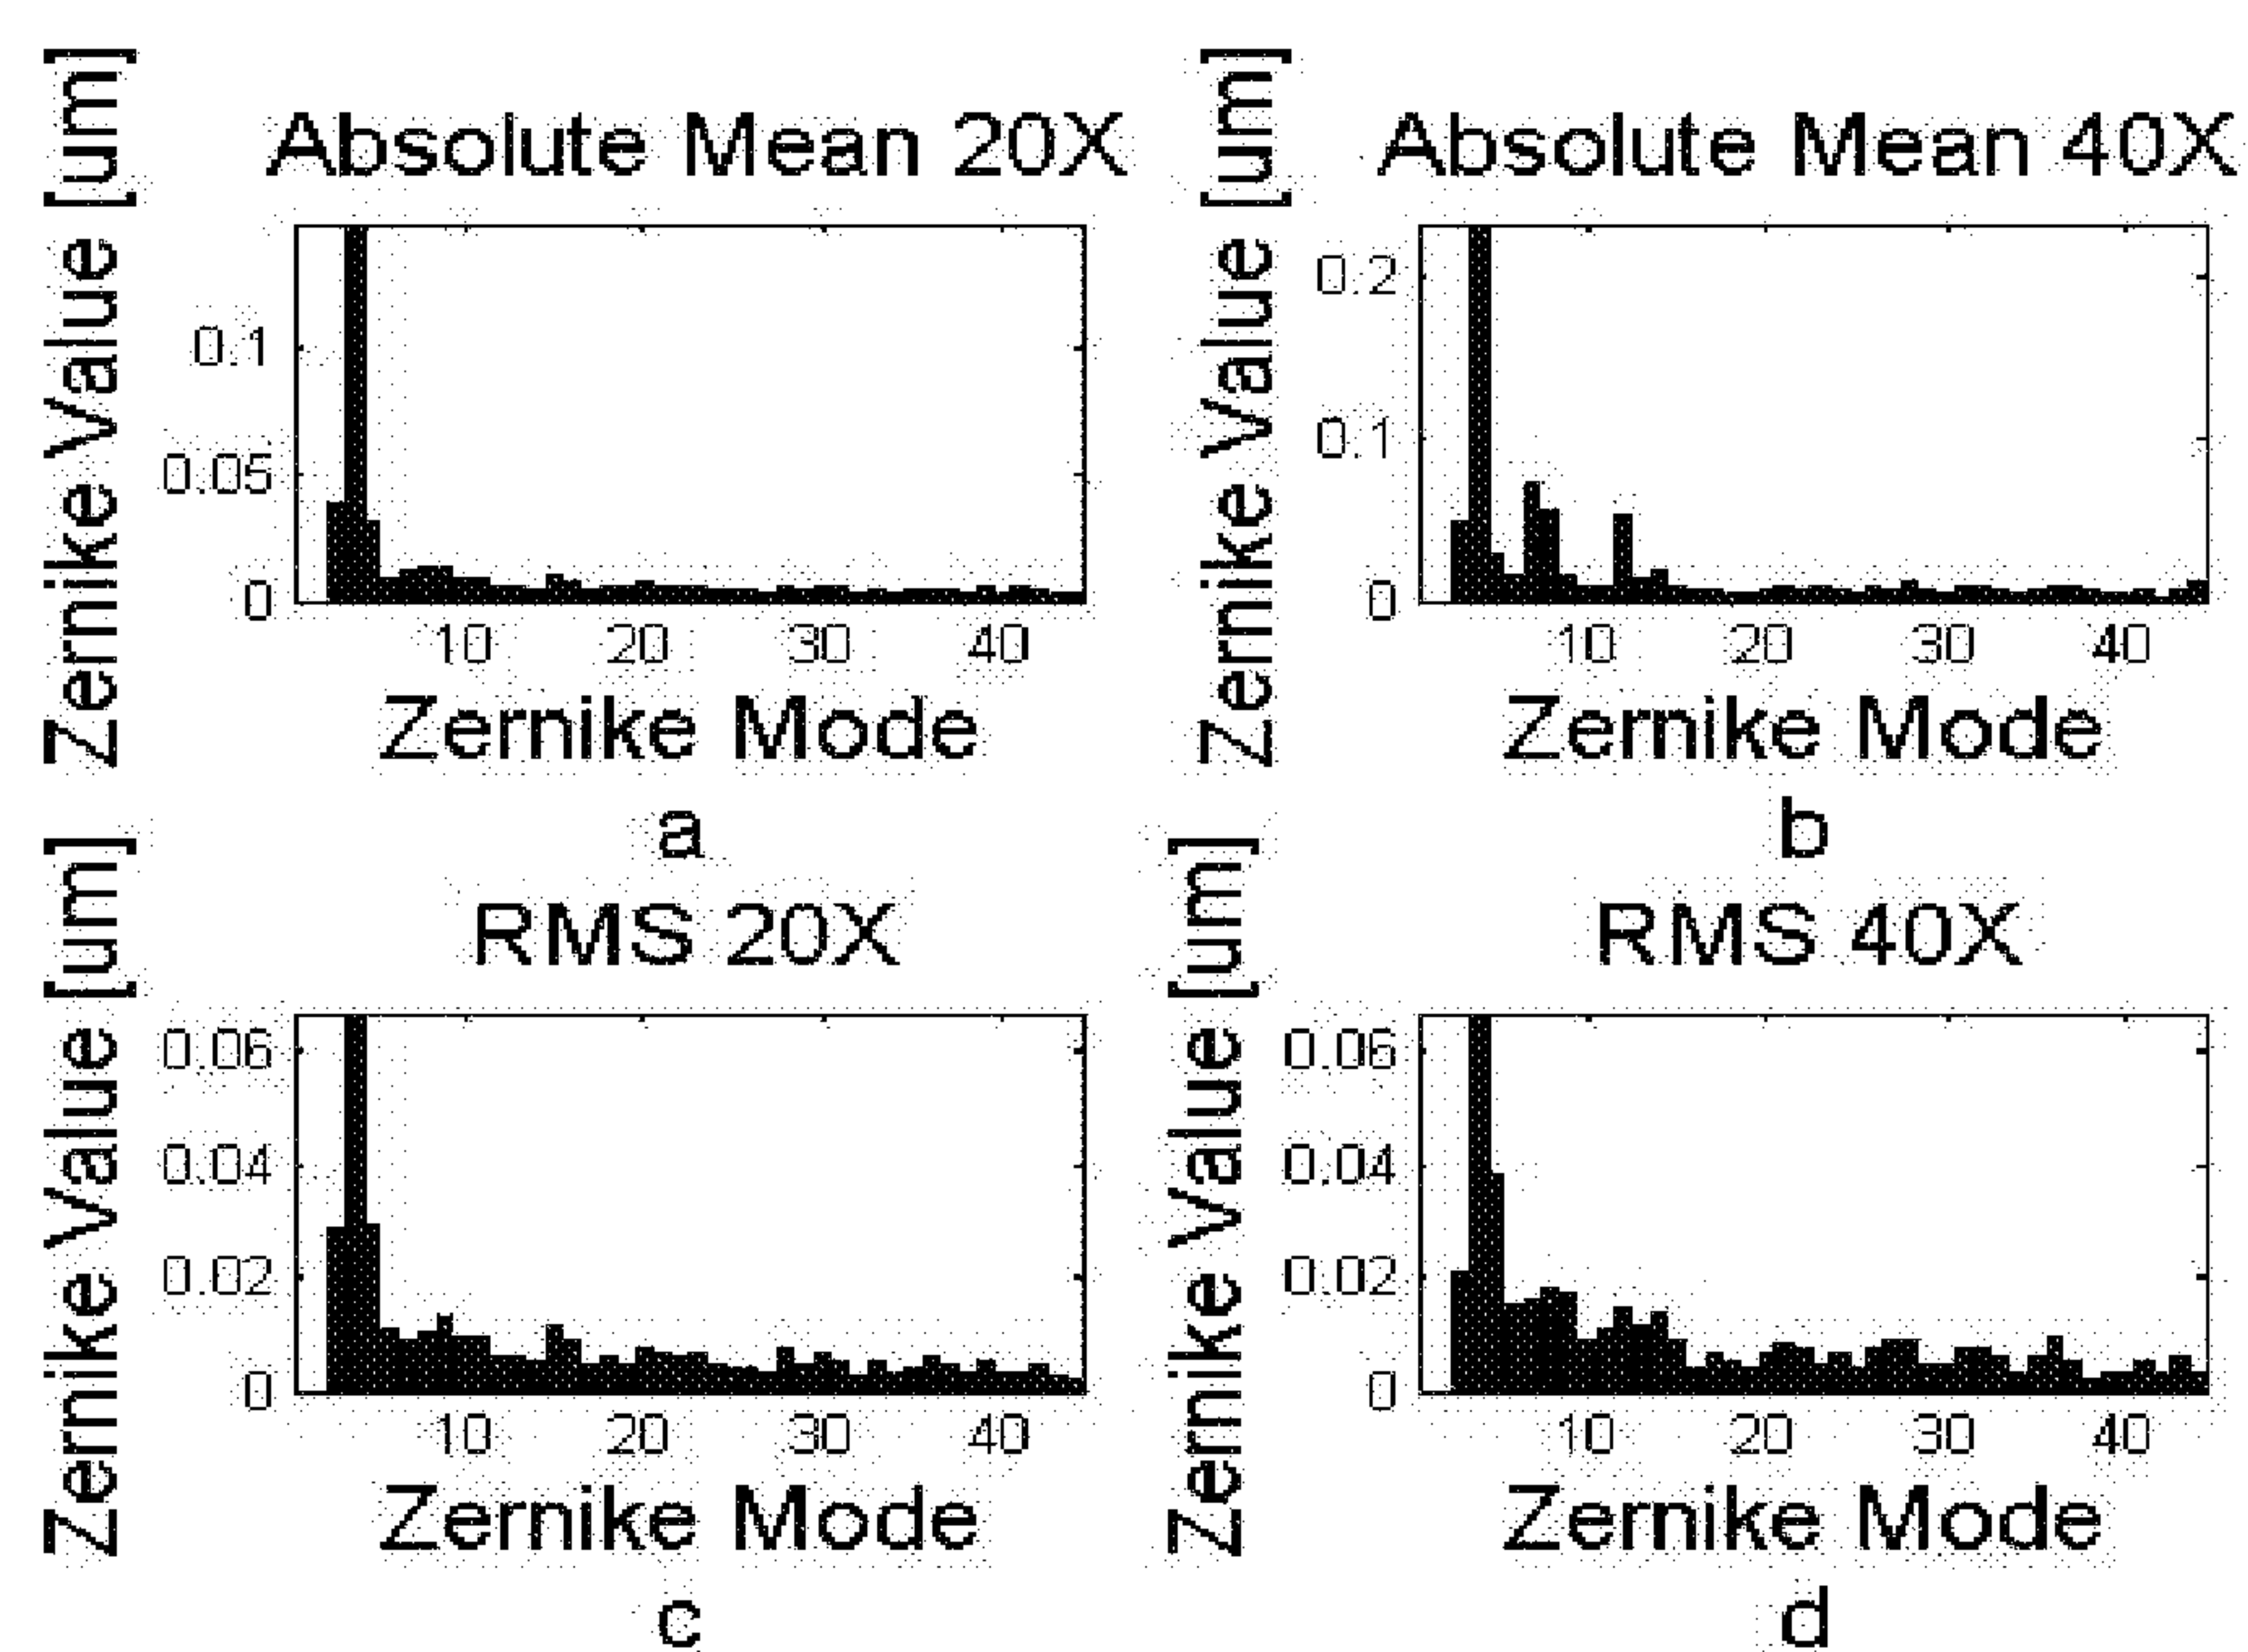 Absolute Mean 20X
Zernike Value [um]
0.1
0.05
0
10 20 30 40
Zernike Mode
a
Absolute Mean 40X
Zernike Value [um]
0.2
0.1
0
10 20 30 40
Zernike Mode
b
RMS 20X
Zernike Value [um]
0.06
0.04
0.02
0
10 20 30 40
Zernike Mode
c
RMS 40X
Zernike Value [um]
0.06
0.04
0.02
0
10 20 30 40
Zernike Mode
d